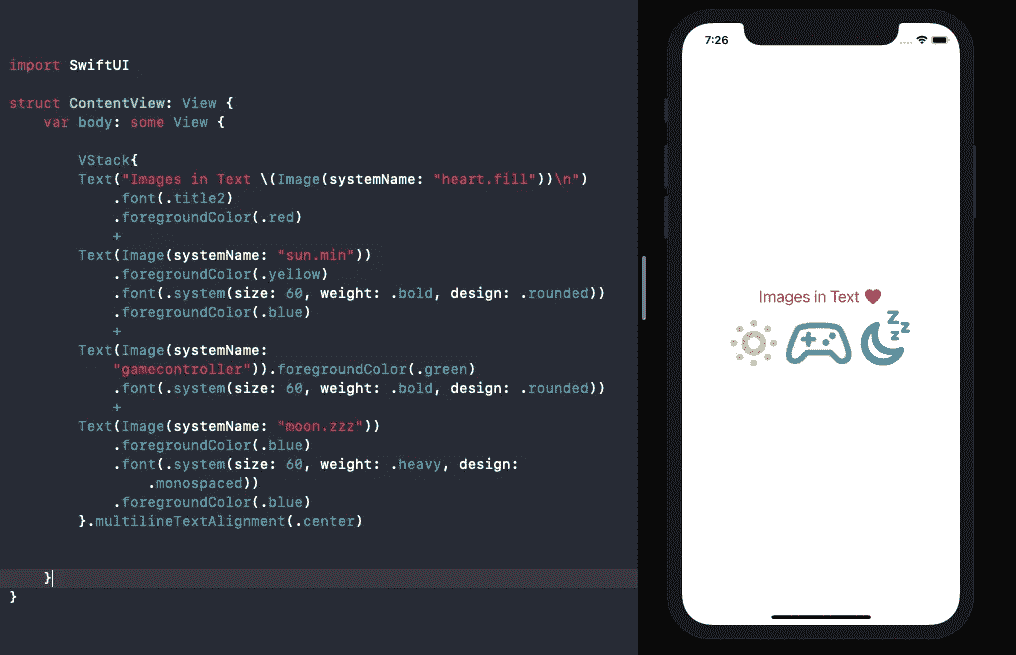 import SwiftUI
struct ContentView: View {
var body: some View {
VStack{
Text("Images in Text \(Image(systemName: "heart.fill"))\n")
.font(.title2)
.foregroundColor(.red)
+
Text(Image(systemName: "sun.min"))
.foregroundColor(.yellow)
.font(.system(size: 60, weight: .bold, design: .rounded))
.foregroundColor(.blue)
+
Text(Image(systemName:
"gamecontroller")).foregroundColor(.green)
.font(.system(size: 60, weight: .bold, design: .rounded))
+
Text(Image(systemName: "moon.zzz"))
.foregroundColor(.blue)
.font(.system(size: 60, weight: .heavy, design:
.monospaced))
.foregroundColor(.blue)
}.multilineTextAlignment(.center)
}
}
7:26
Images in Text ♥
z z z